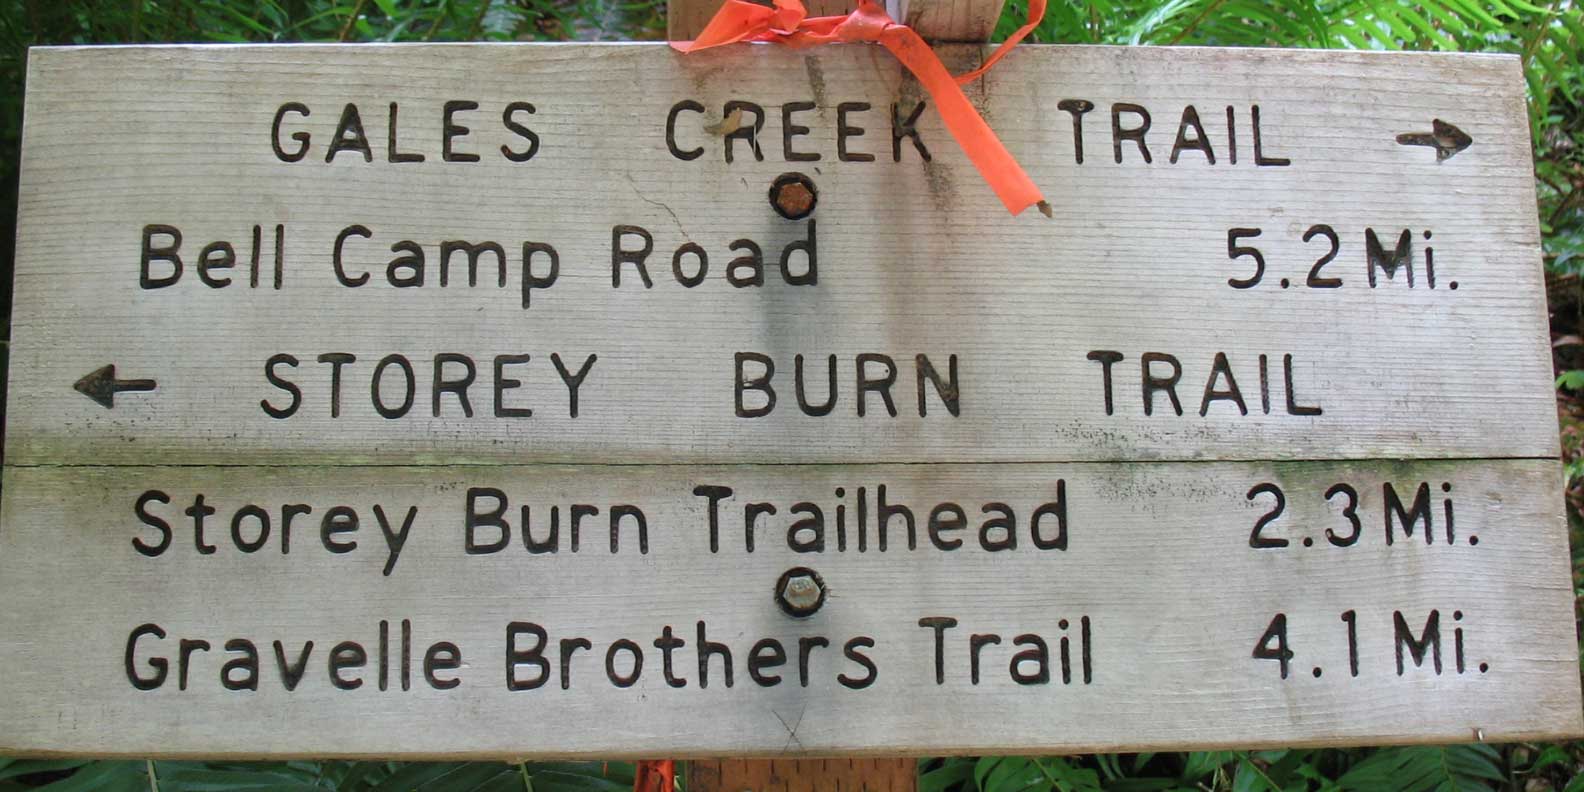 GALES CREEK TRAIL →
Bell Camp Road 5.2 Mi.
← STOREY BURN TRAIL
Storey Burn Trailhead 2.3 Mi.
Gravelle Brothers Trail 4.1 Mi.